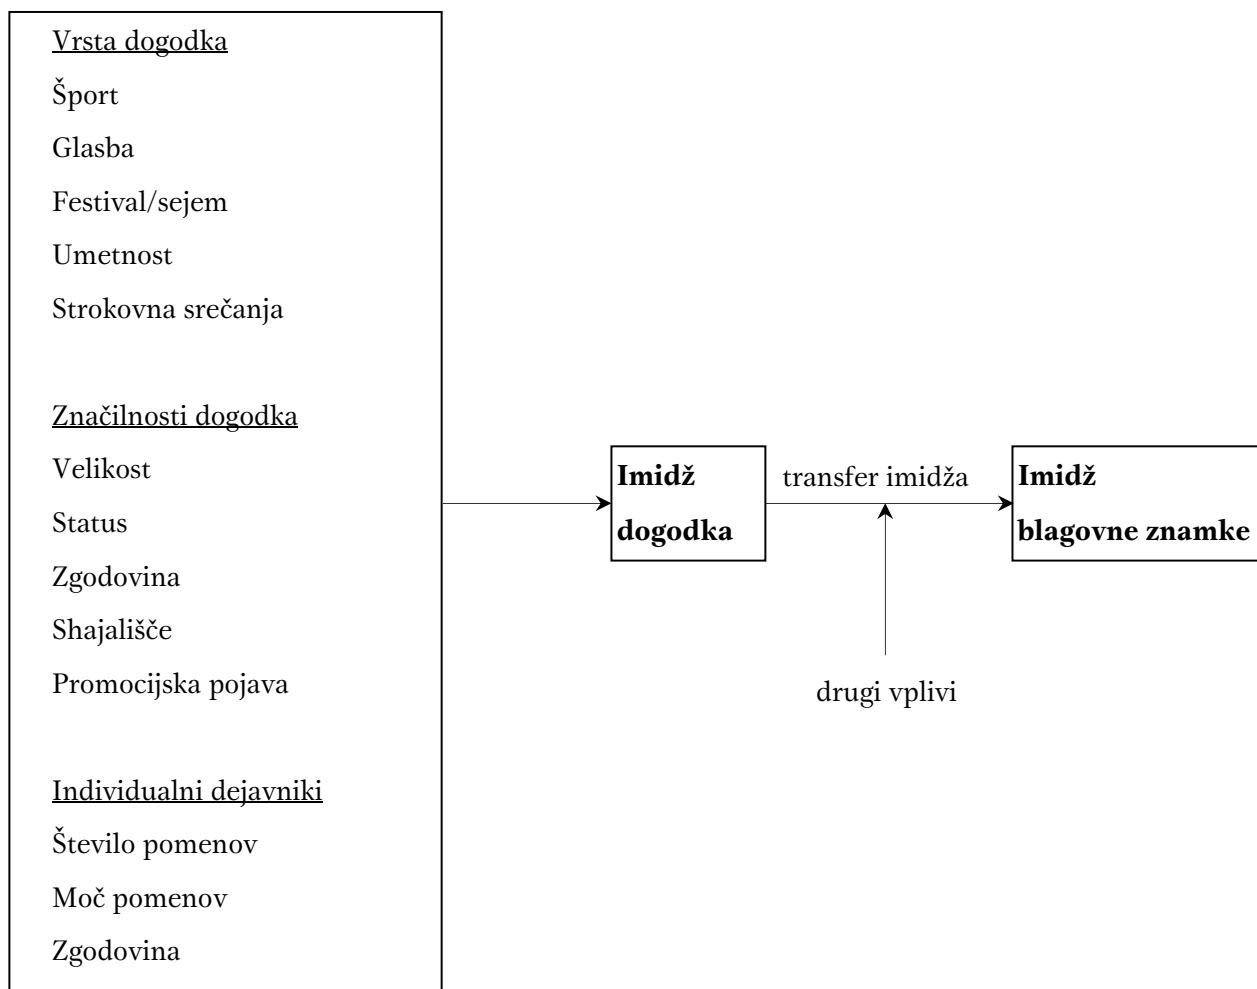 Vrsta dogodka
Šport
Glasba
Festival/sejem
Umetnost
Strokovna srečanja
Značilnosti dogodka
Velikost
Status
Zgodovina
Shajališče
Promocijska pojava
Individualni dejavniki
Število pomenov
Moč pomenov
Zgodovina
Imidž
dogodka
transfer imidža
drugi vplivi
Imidž
blagovne znamke